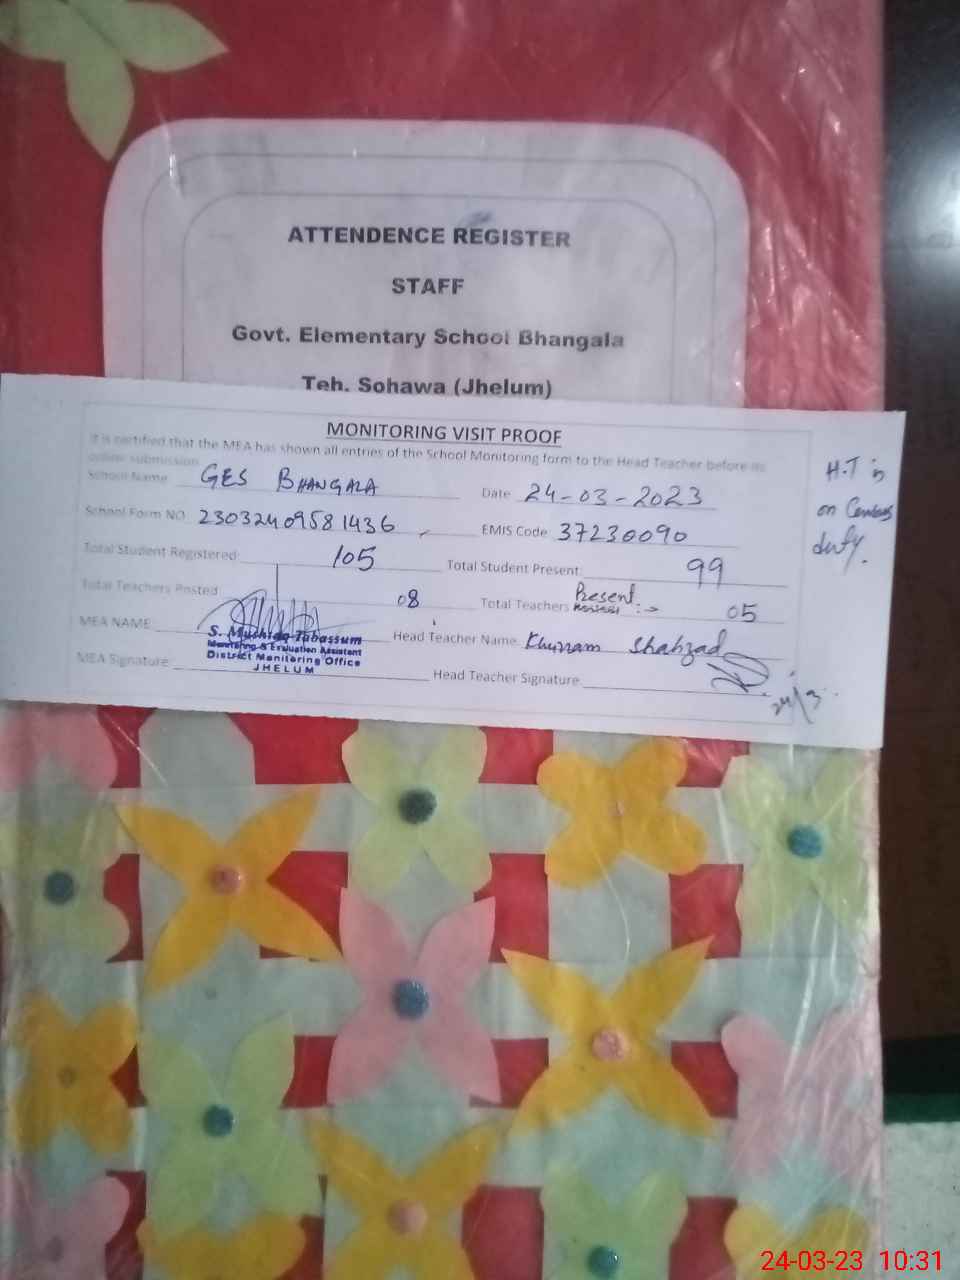 ATTENDENCE REGISTER
STAFF
Govt. Elementary School Bhangala
Teh. Sohawa (Jhelum)
MONITORING VISIT PROOF
It is certified that the MEA has shown all entries of the School Monitoring form to the Head Teacher before its
online submission
School Name GES BHANGALA Date 24-03-2023
School Form NO 23032409581436 EMIS Code 37230090
Total Student Registered: 105 Total Student Present: 99
Total Teachers Posted 08 Total Teachers Present :-> 05
MEA NAME: Head Teacher Name: Khurram Shahzad
S. Mushtaq Tabassum
Monitoring & Evaluation Assistant
District Monitoring Office
JHELUM
MEA Signature: Head Teacher Signature
24/3
H.T is
on Census
duty.
24-03-23 10:31